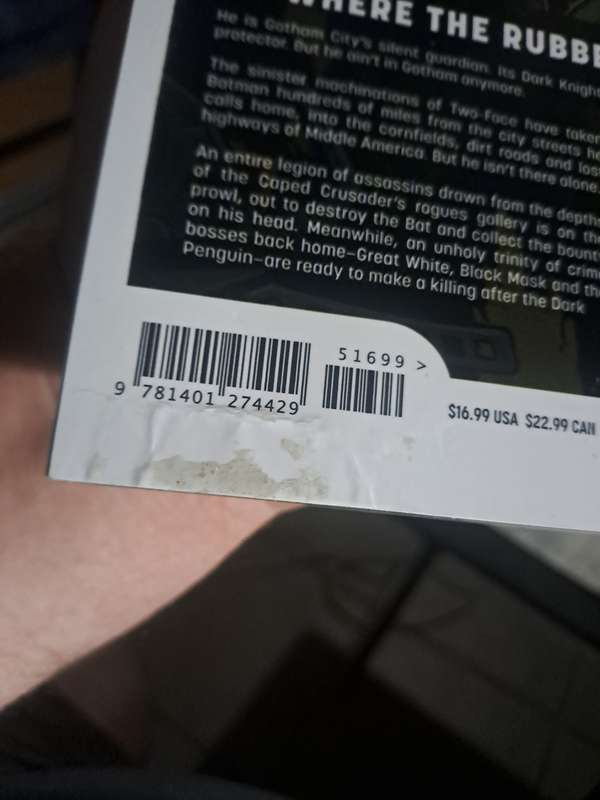 WHERE THE RUBBE
He is Gotham City's silent guardian. Its Dark Knight
protector. But he ain't in Gotham anymore.
The sinister machinations of Two-Face have taken
Batman hundreds of miles from the city streets he
calls home, into the cornfields, dirt roads and los
highways of Middle America. But he isn't there alone.
An entire legion of assassins drawn from the depth
of the Caped Crusader's rogues gallery is on the
prowl, out to destroy the Bat and collect the bount
on his head. Meanwhile, an unholy trinity of crim
bosses back home—Great White, Black Mask and th
Penguin—are ready to make a killing after the Dark
51699 >
9 781401 274429
$16.99 USA $22.99 CAN